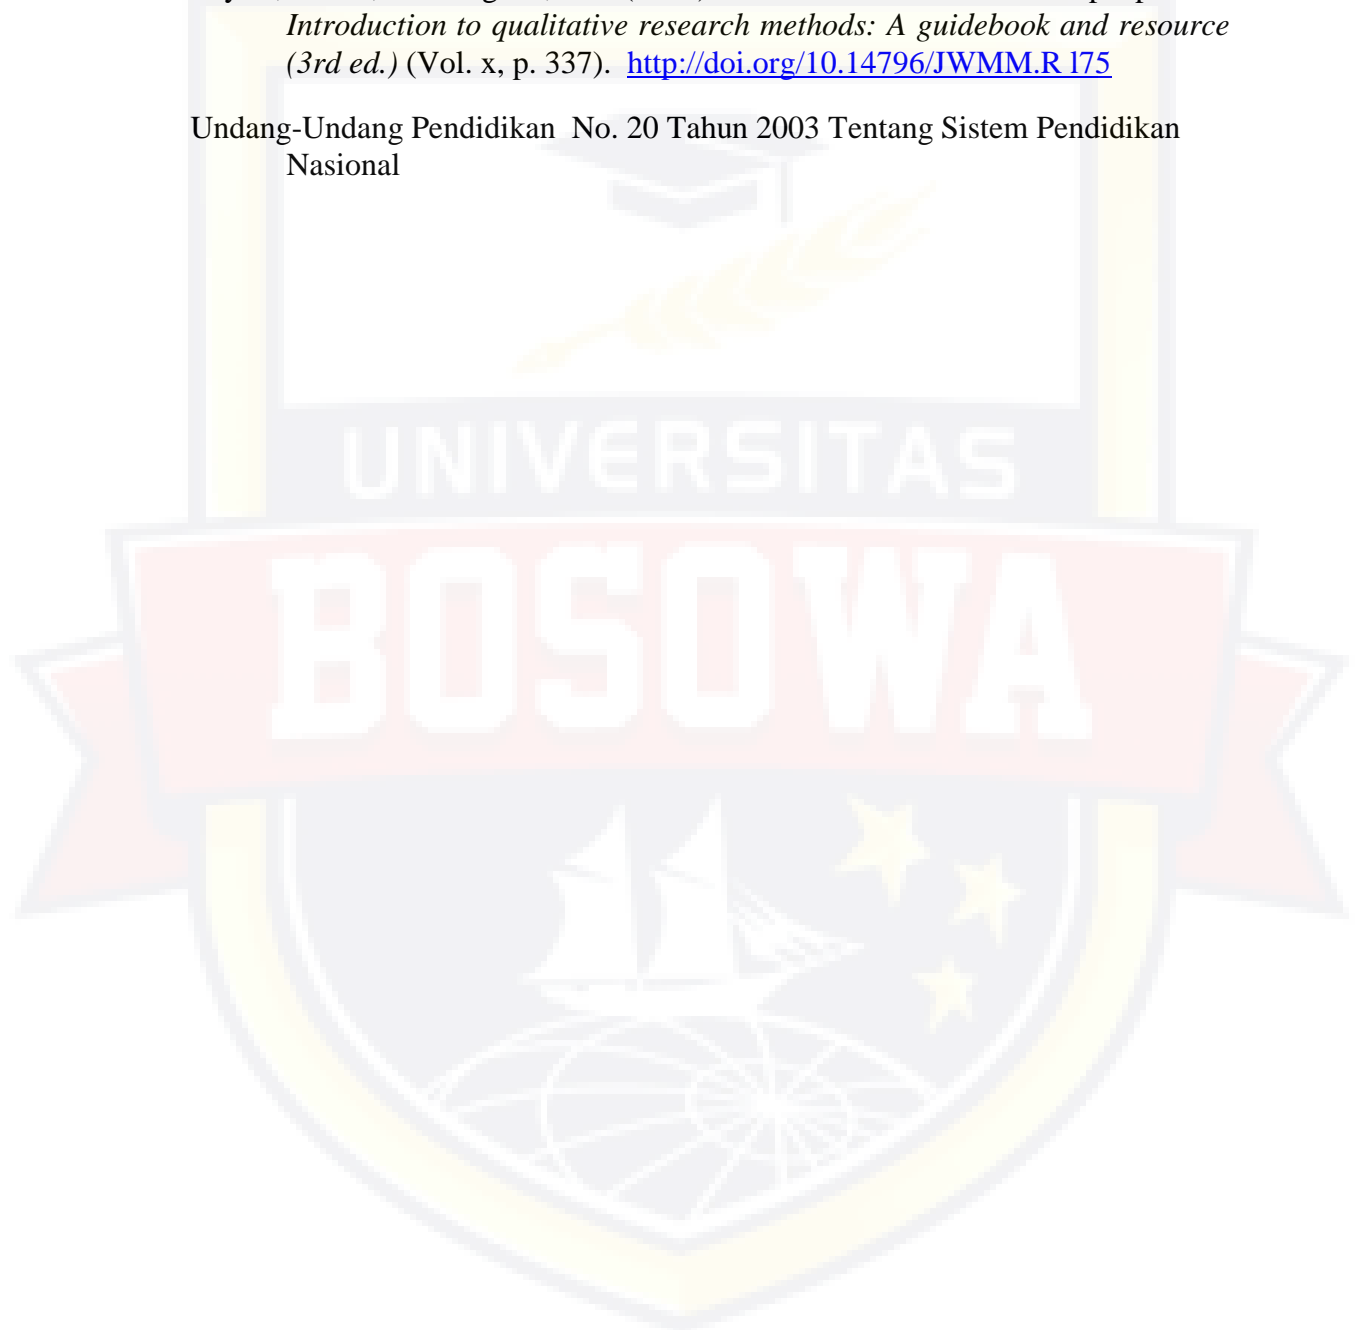 Introduction to qualitative research methods: A guidebook and resource
(3rd ed.) (Vol. x, p. 337).  http://doi.org/10.14796/JWMM.R l75
Undang-Undang Pendidikan  No. 20 Tahun 2003 Tentang Sistem Pendidikan
Nasional
UNIVERSITAS
BOSOWA